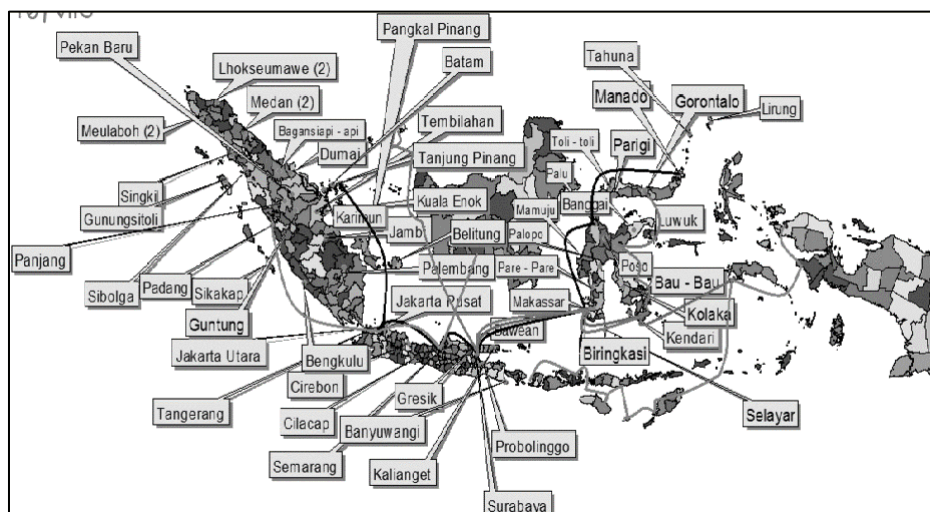 Pangkal Pinang
Pekan Baru
Batam
Tahuna
Lhokseumawe (2)
Manado
Gorontalo
Lirung
Medan (2)
Meulaboh (2)
Bagansiapi - api
Tembilahan
Dumai
Toli - toli
Parigi
Tanjung Pinang
Singkil
Palu
Gunungsitoli
Karimun
Kuala Enok
Mamuju
Banggai
Luwuk
Panjang
Jambi
Belitung
Palopo
Sibolga
Padang
Sikakap
Palembang
Pare - Pare
Poso
Bau - Bau
Guntung
Jakarta Pusat
Makassar
Kolaka
Bawean
Kendari
Jakarta Utara
Bengkulu
Biringkasi
Cirebon
Tangerang
Gresik
Selayar
Cilacap
Banyuwangi
Probolinggo
Semarang
Kalianget
Surabaya